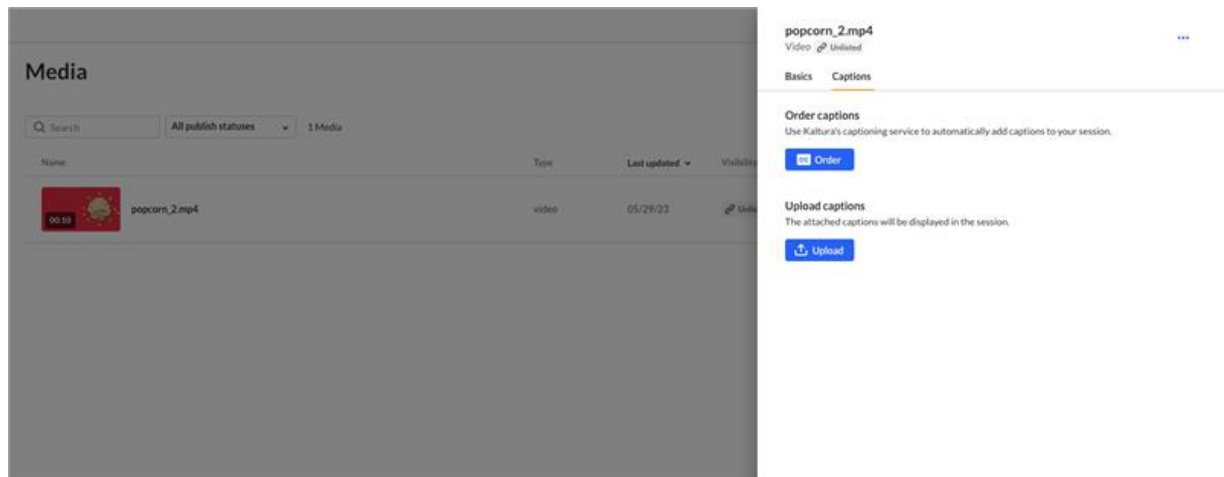 Media
Search
All publish statuses
1 Media
Name
Type
Last updated
Visibility
00:10
popcorn_2.mp4
video
05/29/23
popcorn_2.mp4
Video
Unlisted
...
Basics
Captions
Order captions
Use Kaltura's captioning service to automatically add captions to your session.
cc Order
Upload captions
The attached captions will be displayed in the session.
Upload